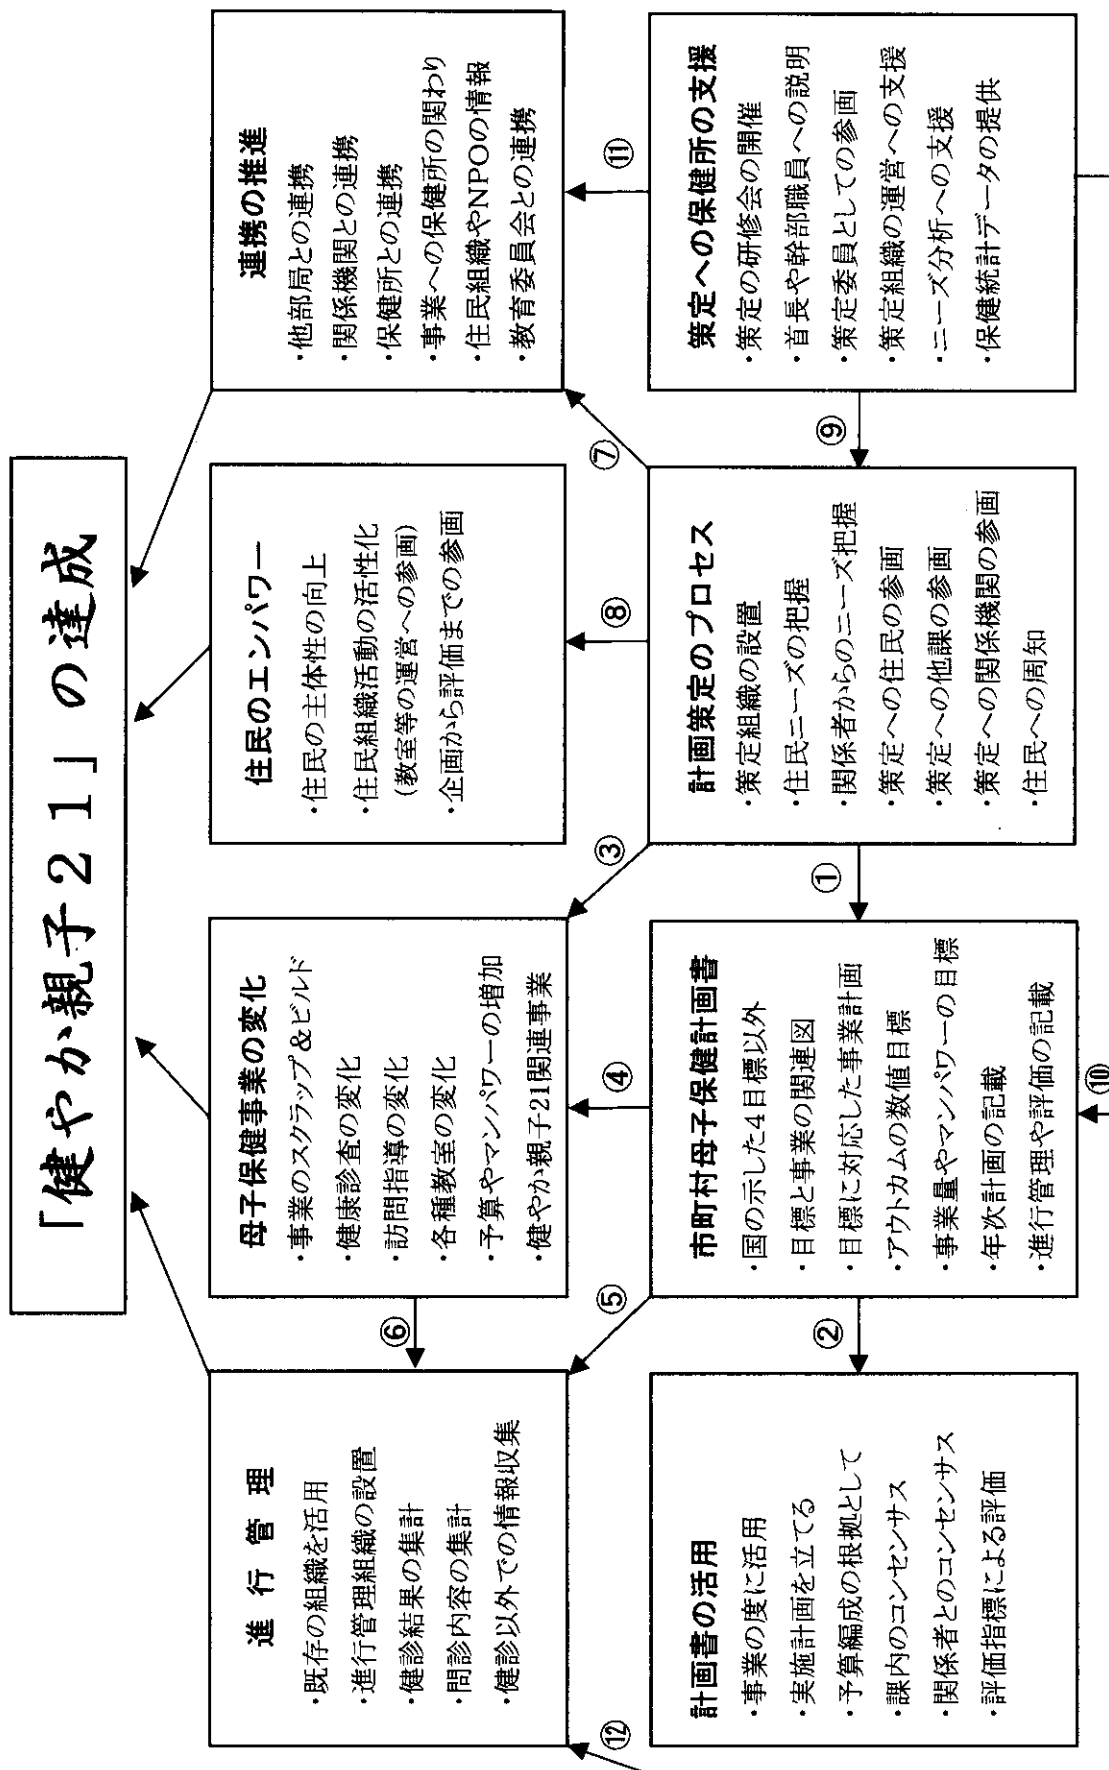 「健やか親子２１」の達成
進 行 管 理
・既存の組織を活用
・進行管理組織の設置
・健診結果の集計
・問診内容の集計
・健診以外での情報収集
母子保健事業の変化
・事業のスクラップ&ビルド
・健康診査の変化
・訪問指導の変化
・各種教室の変化
・予算やマンパワーの増加
・健やか親子21関連事業
住民のエンパワー
・住民の主体性の向上
・住民組織活動の活性化
(教室等の運営への参画)
・企画から評価までの参画
連携の推進
・他部局との連携
・関係機関との連携
・保健所との連携
・事業への保健所の関わり
・住民組織やNPOの情報
・教育委員会との連携
⑥
⑫
⑤
④
③
⑧
⑦
⑪
計画書の活用
・事業の度に活用
・実施計画を立てる
・予算編成の根拠として
・課内のコンセンサス
・関係者とのコンセンサス
・評価指標による評価
②
市町村母子保健計画書
・国の示した4目標以外
・目標と事業の関連図
・目標に対応した事業計画
・アウトカムの数値目標
・事業量やマンパワーの目標
・年次計画の記載
・進行管理や評価の記載
①
計画策定のプロセス
・策定組織の設置
・住民ニーズの把握
・関係者からのニーズ把握
・策定への住民の参画
・策定への他課の参画
・策定への関係機関の参画
・住民への周知
⑨
策定への保健所の支援
・策定の研修会の開催
・首長や幹部職員への説明
・策定委員としての参画
・策定組織の運営への支援
・ニーズ分析への支援
・保健統計データの提供
⑩